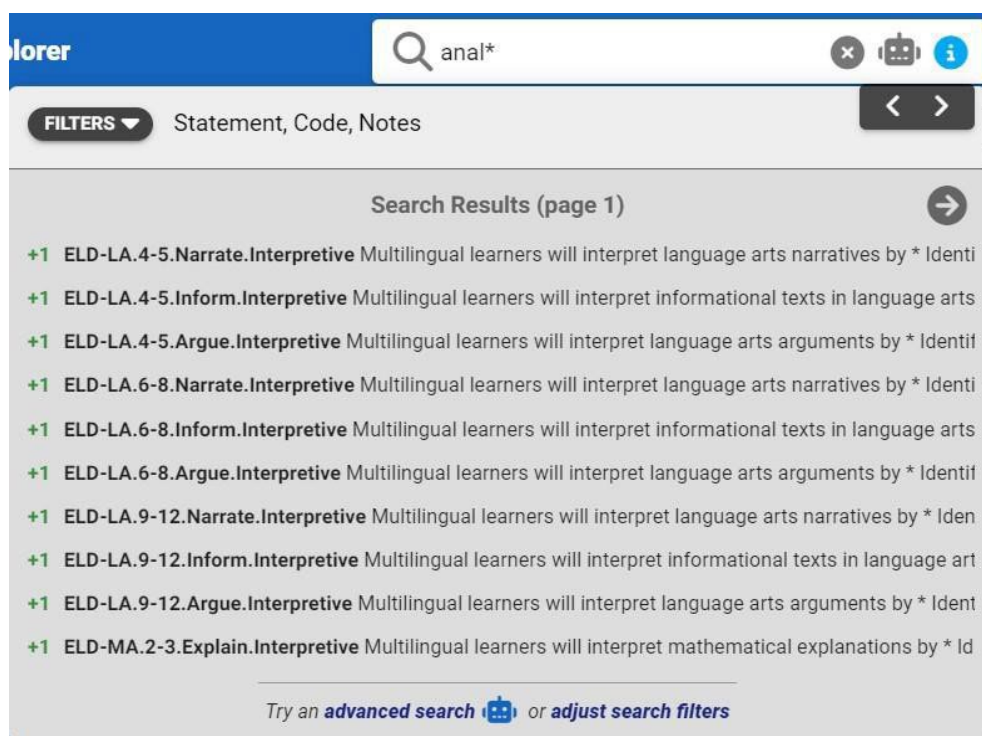 plorer
anal*
FILTERS Statement, Code, Notes
Search Results (page 1)
+1 ELD-LA.4-5.Narrate.Interpretive Multilingual learners will interpret language arts narratives by * Identi
+1 ELD-LA.4-5.Inform.Interpretive Multilingual learners will interpret informational texts in language arts
+1 ELD-LA.4-5.Argue.Interpretive Multilingual learners will interpret language arts arguments by * Identif
+1 ELD-LA.6-8.Narrate.Interpretive Multilingual learners will interpret language arts narratives by * Identi
+1 ELD-LA.6-8.Inform.Interpretive Multilingual learners will interpret informational texts in language arts
+1 ELD-LA.6-8.Argue.Interpretive Multilingual learners will interpret language arts arguments by * Identif
+1 ELD-LA.9-12.Narrate.Interpretive Multilingual learners will interpret language arts narratives by * Iden
+1 ELD-LA.9-12.Inform.Interpretive Multilingual learners will interpret informational texts in language art
+1 ELD-LA.9-12.Argue.Interpretive Multilingual learners will interpret language arts arguments by * Ident
+1 ELD-MA.2-3.Explain.Interpretive Multilingual learners will interpret mathematical explanations by * Id
Try an advanced search or adjust search filters